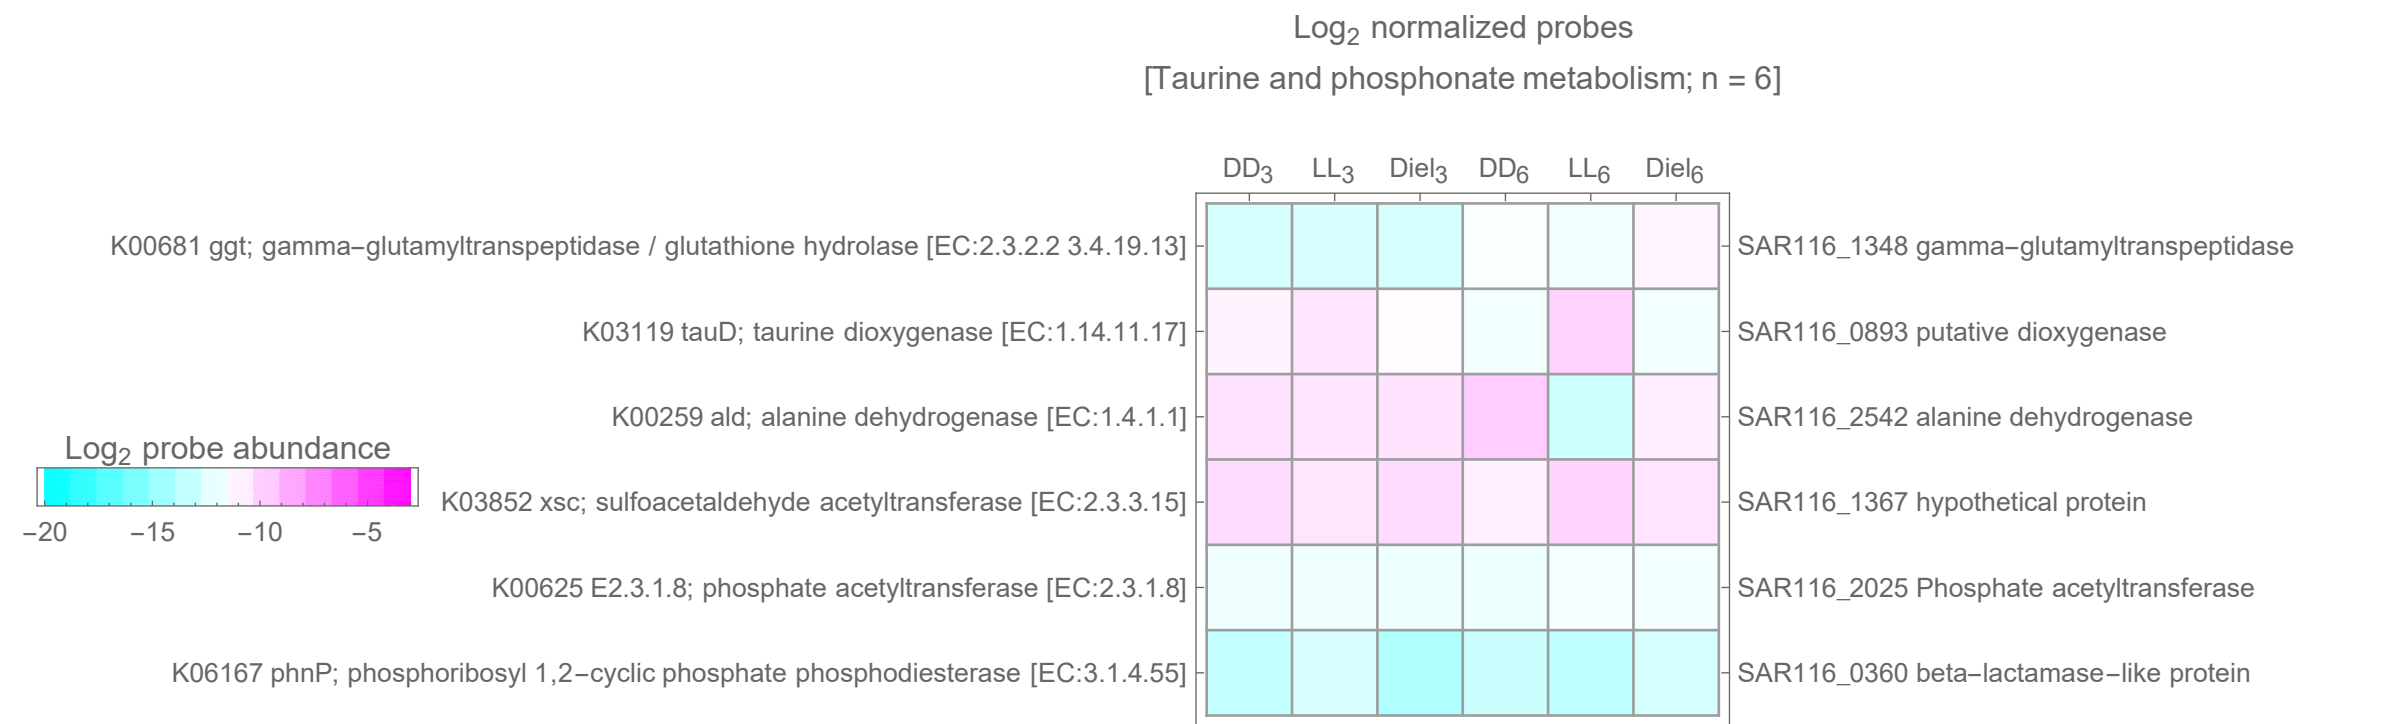 Log₂ normalized probes
[Taurine and phosphonate metabolism; n = 6]
DD₃ LL₃ Diel₃ DD₆ LL₆ Diel₆
K00681 ggt; gamma−glutamyltranspeptidase / glutathione hydrolase [EC:2.3.2.2 3.4.19.13] SAR116_1348 gamma−glutamyltranspeptidase
K03119 tauD; taurine dioxygenase [EC:1.14.11.17] SAR116_0893 putative dioxygenase
K00259 ald; alanine dehydrogenase [EC:1.4.1.1] SAR116_2542 alanine dehydrogenase
K03852 xsc; sulfoacetaldehyde acetyltransferase [EC:2.3.3.15] SAR116_1367 hypothetical protein
K00625 E2.3.1.8; phosphate acetyltransferase [EC:2.3.1.8] SAR116_2025 Phosphate acetyltransferase
K06167 phnP; phosphoribosyl 1,2−cyclic phosphate phosphodiesterase [EC:3.1.4.55] SAR116_0360 beta−lactamase−like protein
Log₂ probe abundance
−20 −15 −10 −5